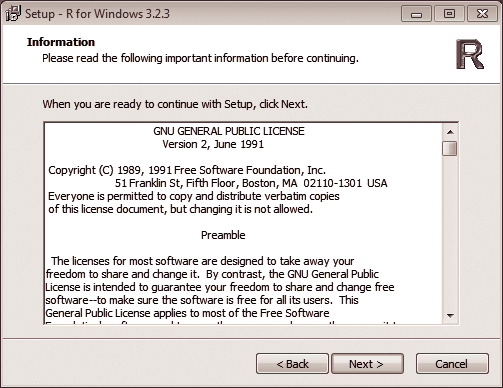 Setup - R for Windows 3.2.3
Information
Please read the following important information before continuing.
R
When you are ready to continue with Setup, click Next.
GNU GENERAL PUBLIC LICENSE
Version 2, June 1991
Copyright (C) 1989, 1991 Free Software Foundation, Inc.
51 Franklin St, Fifth Floor, Boston, MA 02110-1301 USA
Everyone is permitted to copy and distribute verbatim copies
of this license document, but changing it is not allowed.
Preamble
The licenses for most software are designed to take away your
freedom to share and change it. By contrast, the GNU General Public
License is intended to guarantee your freedom to share and change free
software--to make sure the software is free for all its users. This
General Public License applies to most of the Free Software
< Back
Next >
Cancel